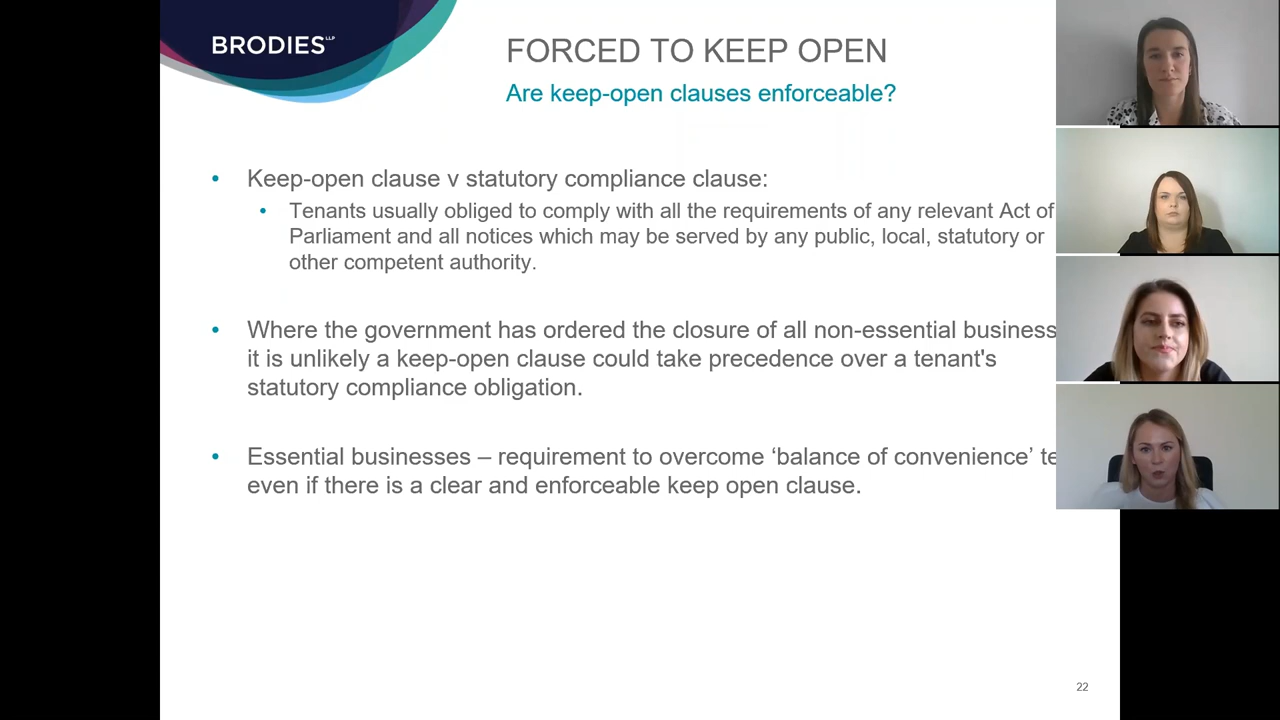 BRODIES LLP
FORCED TO KEEP OPEN
Are keep-open clauses enforceable?
• Keep-open clause v statutory compliance clause:
• Tenants usually obliged to comply with all the requirements of any relevant Act of
Parliament and all notices which may be served by any public, local, statutory or
other competent authority.
• Where the government has ordered the closure of all non-essential business
it is unlikely a keep-open clause could take precedence over a tenant's
statutory compliance obligation.
• Essential businesses – requirement to overcome ‘balance of convenience’
even if there is a clear and enforceable keep open clause.
22